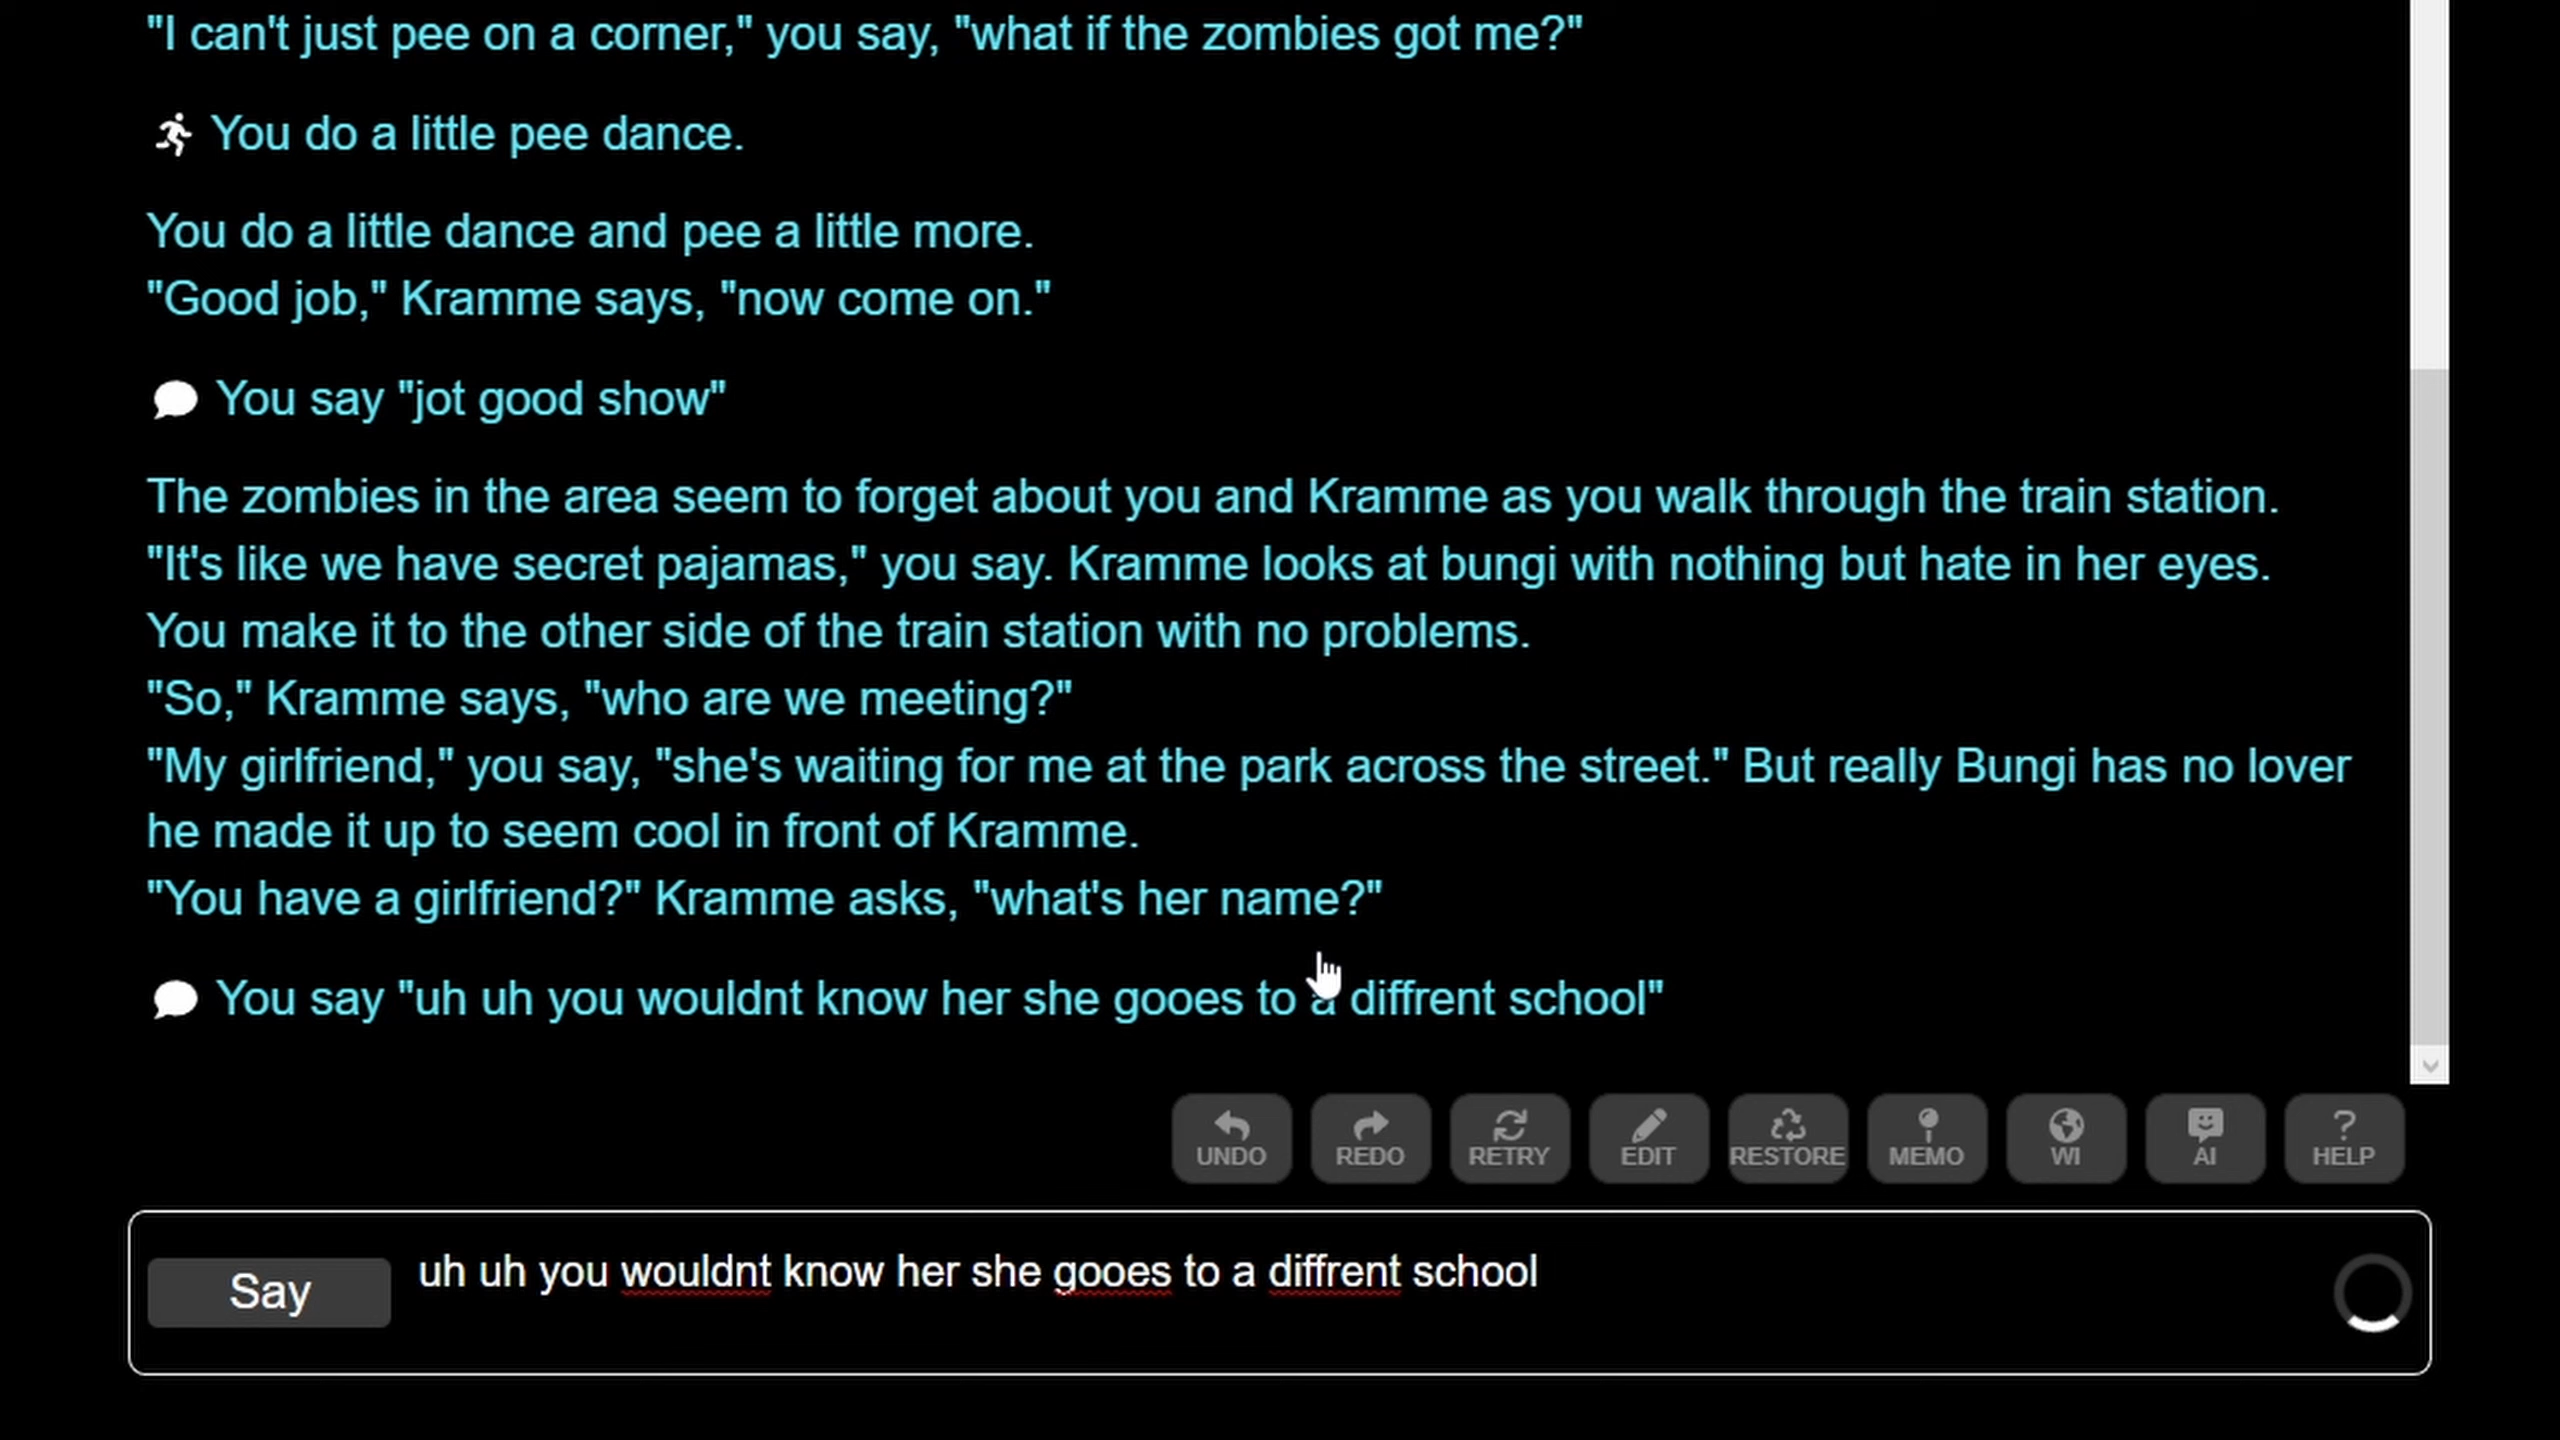 "I can't just pee on a corner," you say, "what if the zombies got me?"
You do a little pee dance.
You do a little dance and pee a little more.
"Good job," Kramme says, "now come on."
You say "jot good show"
The zombies in the area seem to forget about you and Kramme as you walk through the train station.
"It's like we have secret pajamas," you say. Kramme looks at bungi with nothing but hate in her eyes.
You make it to the other side of the train station with no problems.
"So," Kramme says, "who are we meeting?"
"My girlfriend," you say, "she's waiting for me at the park across the street." But really Bungi has no lover
he made it up to seem cool in front of Kramme.
"You have a girlfriend?" Kramme asks, "what's her name?"
You say "uh uh you wouldnt know her she gooes to a diffrent school"
UNDO REDO RETRY EDIT RESTORE MEMO WI AI HELP
Say uh uh you wouldnt know her she gooes to a diffrent school